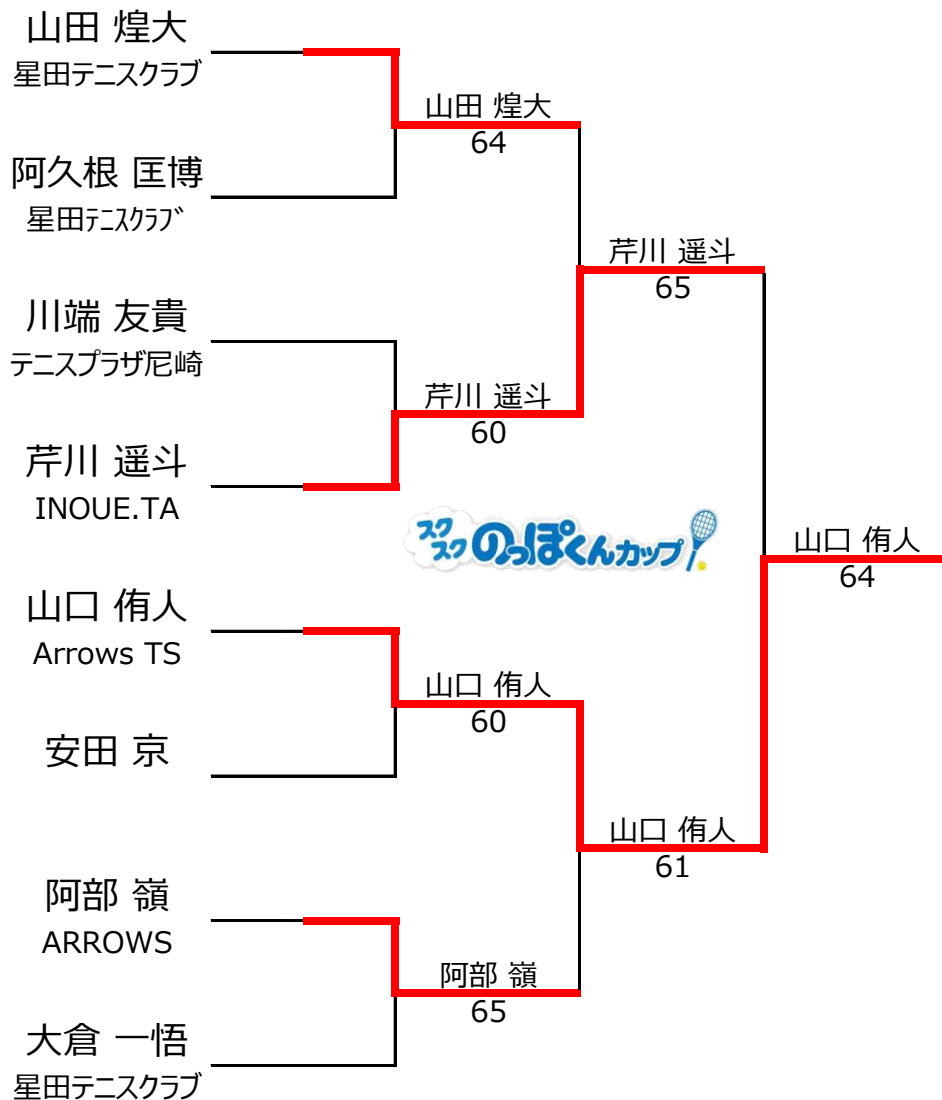 山田 煌大
星田テニスクラブ
山田 煌大
64
阿久根 匡博
星田ﾃﾆｽｸﾗﾌﾞ
芹川 遥斗
65
川端 友貴
テニスプラザ尼崎
芹川 遥斗
60
芹川 遥斗
INOUE.TA
スクスク のっぽくんカップ
山口 侑人
64
山口 侑人
Arrows TS
山口 侑人
60
安田 京
山口 侑人
61
阿部 嶺
ARROWS
阿部 嶺
65
大倉 一悟
星田テニスクラブ